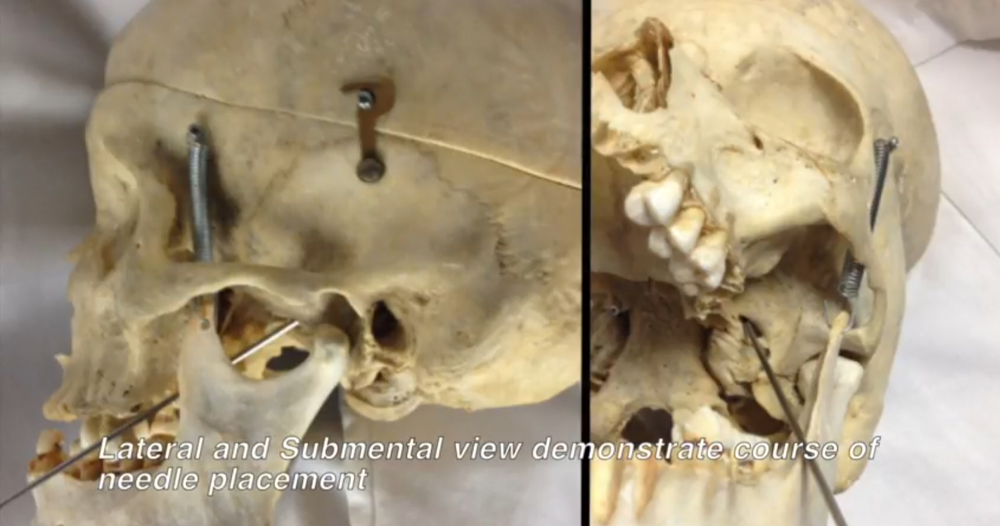 Lateral and Submental view demonstrate course of
needle placement